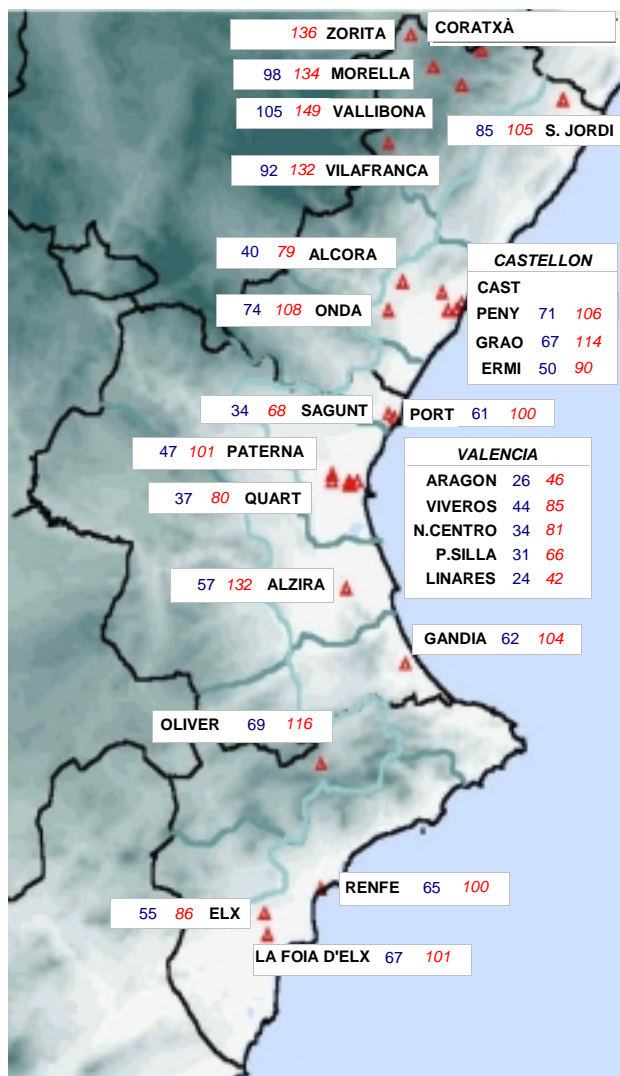 136 ZORITA
CORATXÀ
98 134 MORELLA
105 149 VALLIBONA
85 105 S. JORDI
92 132 VILAFRANCA
40 79 ALCORA
74 108 ONDA
CASTELLON
CAST
PENY 71 106
GRAO 67 114
ERMI 50 90
34 68 SAGUNT
PORT 61 100
47 101 PATERNA
37 80 QUART
VALENCIA
ARAGON 26 46
VIVEROS 44 85
N.CENTRO 34 81
P.SILLA 31 66
LINARES 24 42
57 132 ALZIRA
GANDIA 62 104
OLIVER 69 116
RENFE 65 100
55 86 ELX
LA FOIA D'ELX 67 101